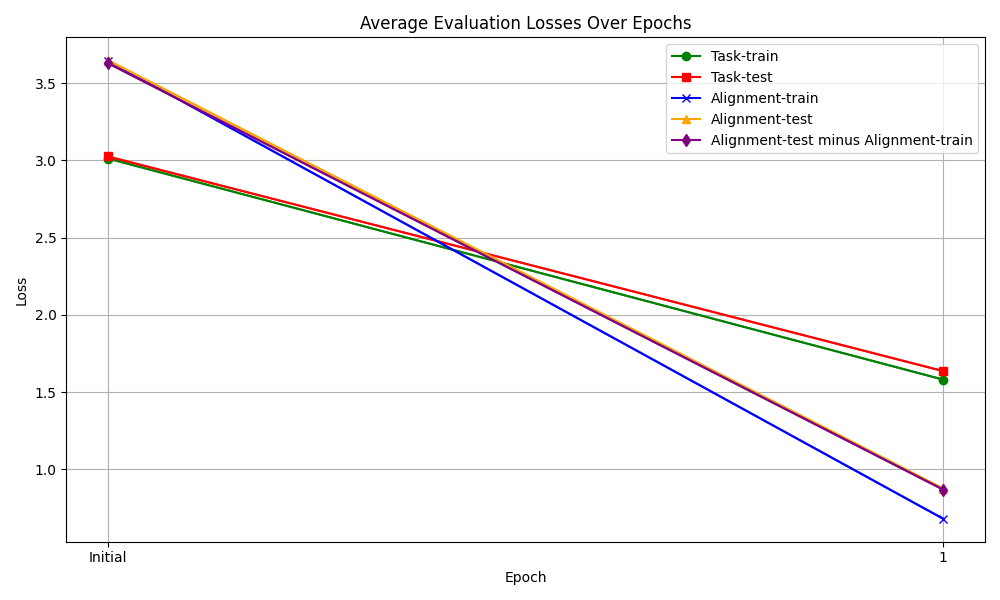 Average Evaluation Losses Over Epochs
Task-train
Task-test
Alignment-train
Alignment-test
Alignment-test minus Alignment-train
3.5
3.0
2.5
2.0
1.5
1.0
Loss
Initial
1
Epoch